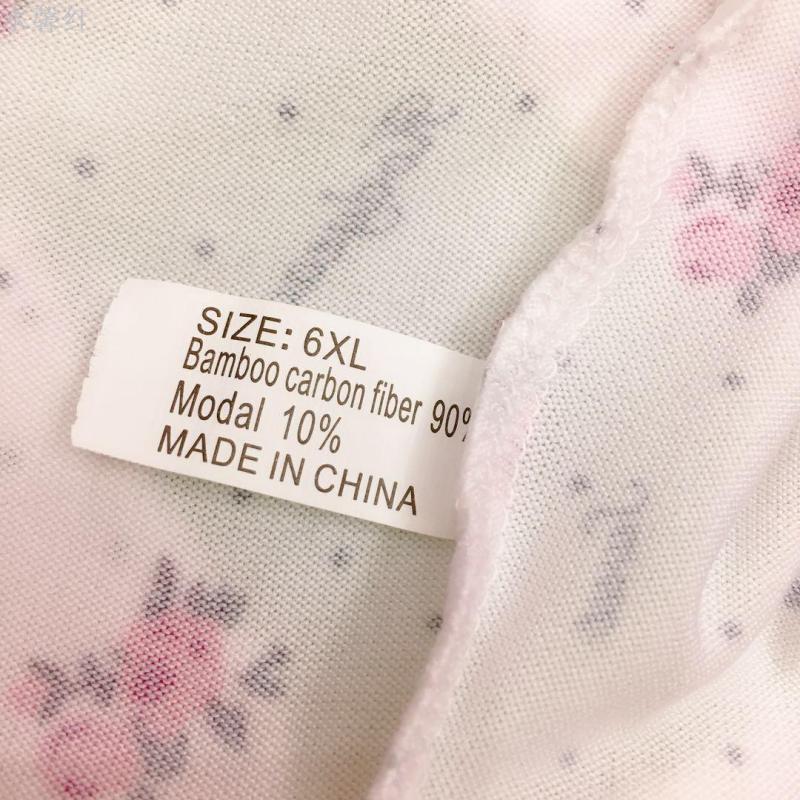 SIZE: 6XL
Bamboo carbon fiber 90%
Modal 10%
MADE IN CHINA